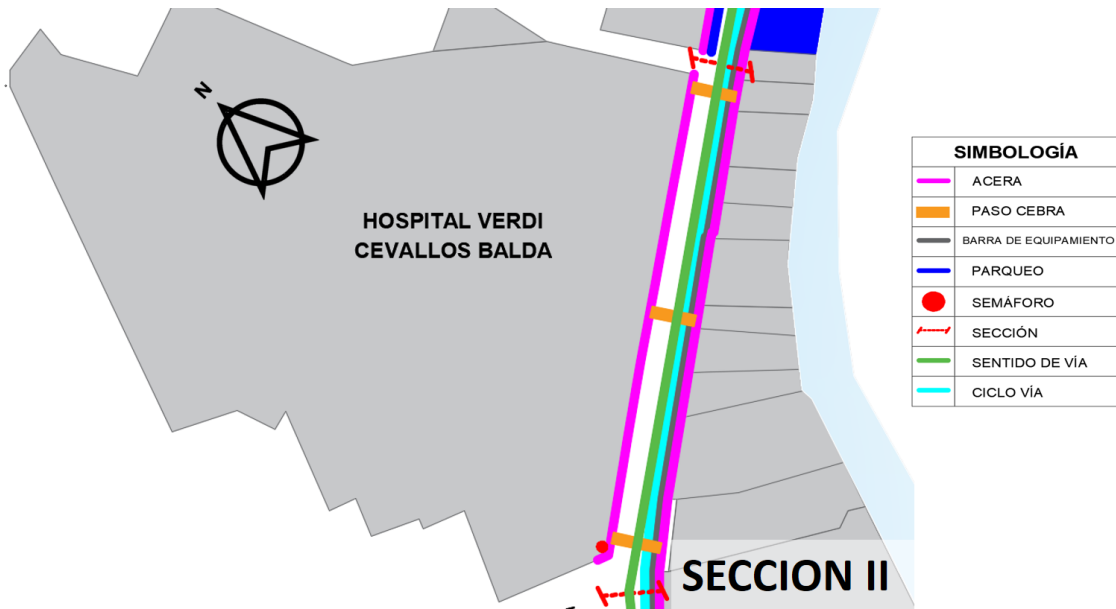 N
HOSPITAL VERDI
CEVALLOS BALDA
SIMBOLOGÍA
ACERA
PASO CEBRA
BARRA DE EQUIPAMIENTO
PARQUEO
SEMÁFORO
SECCIÓN
SENTIDO DE VÍA
CICLO VÍA
SECCION II